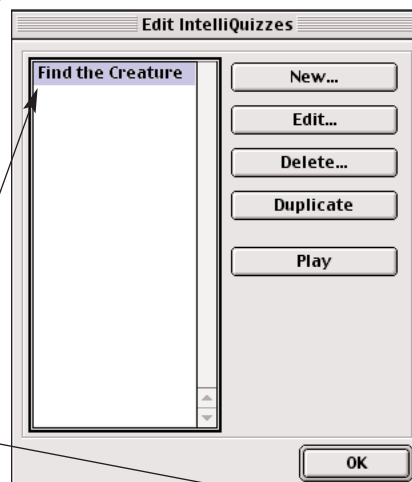 Edit IntelliQuizzes
Find the Creature
New...
Edit...
Delete...
Duplicate
Play
OK